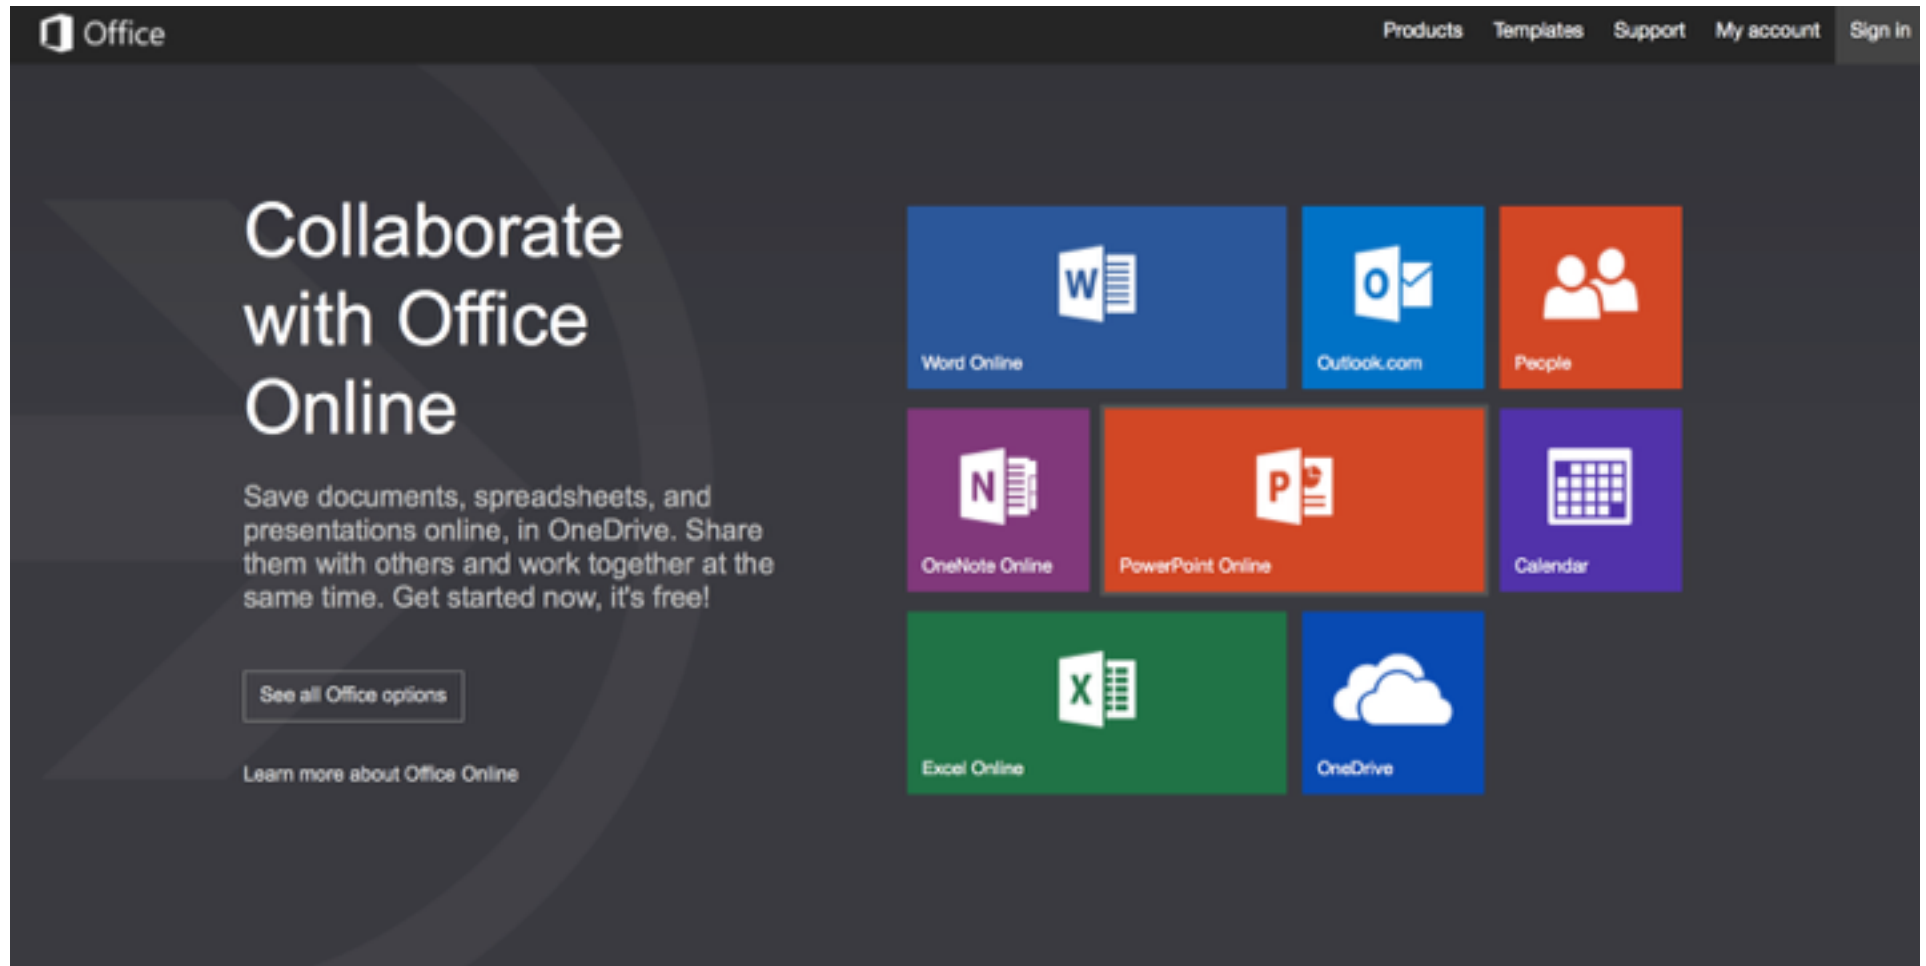 Office
Products Templates Support My account Sign in
Collaborate
with Office
Online
Save documents, spreadsheets, and
presentations online, in OneDrive. Share
them with others and work together at the
same time. Get started now, it's free!
See all Office options
Learn more about Office Online
W
Word Online
O
Outlook.com
People
N
OneNote Online
P
PowerPoint Online
Calendar
X
Excel Online
OneDrive